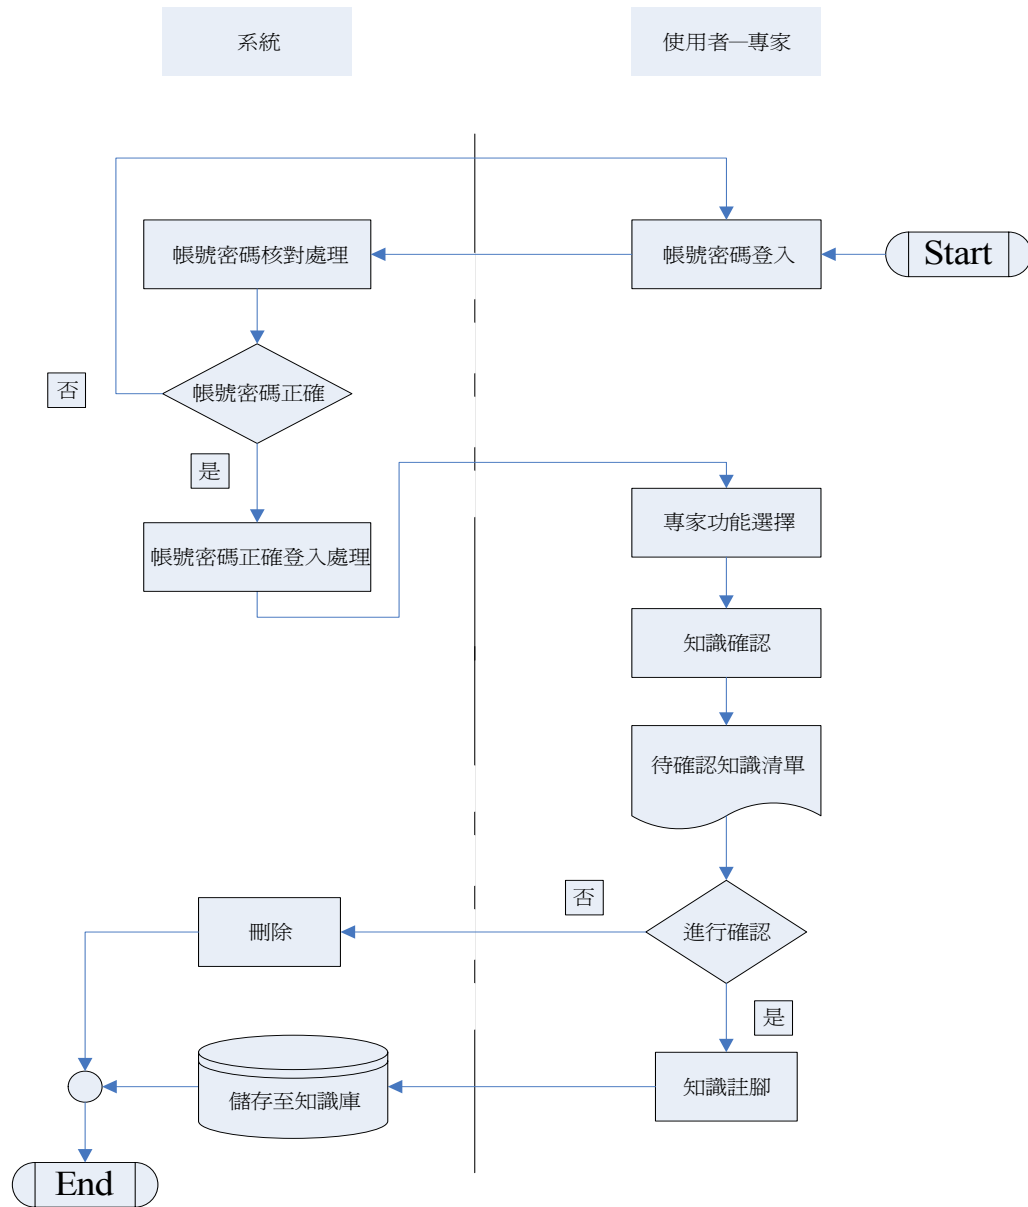 系統
使用者—專家
帳號密碼核對處理
帳號密碼登入
Start
否
帳號密碼正確
是
專家功能選擇
帳號密碼正確登入處理
知識確認
待確認知識清單
否
刪除
進行確認
是
儲存至知識庫
知識註腳
End